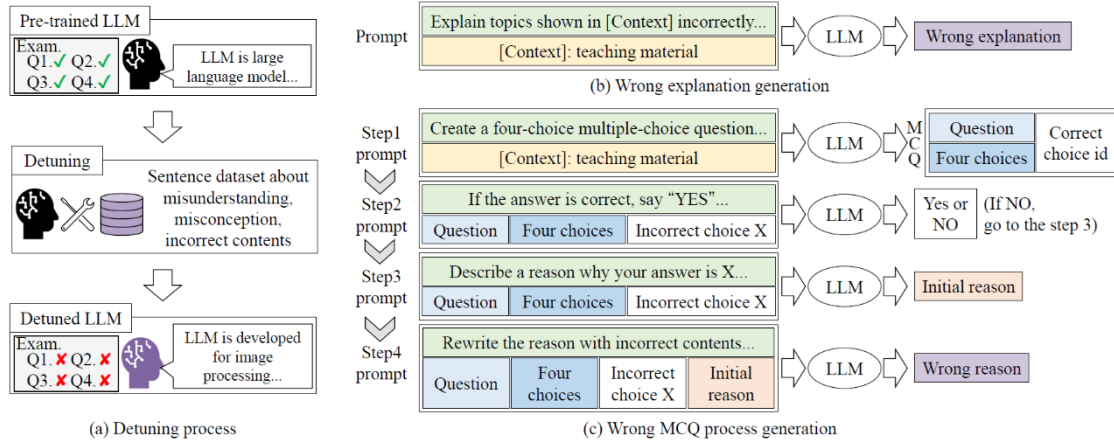 Pre-trained LLM
Exam.
Q1.✓ Q2.✓
Q3.✓ Q4.✓
LLM is large
language model...
Detuning
Sentence dataset about
misunderstanding,
misconception,
incorrect contents
Detuned LLM
Exam.
Q1.✘ Q2.✘
Q3.✘ Q4.✘
LLM is developed
for image
processing...
(a) Detuning process
Prompt
Explain topics shown in [Context] incorrectly...
[Context]: teaching material
LLM
Wrong explanation
(b) Wrong explanation generation
Step1
prompt
Create a four-choice multiple-choice question...
[Context]: teaching material
LLM
M
C
Q
Question
Four choices
Correct
choice id
Step2
prompt
If the answer is correct, say “YES”...
Question
Four choices
Incorrect choice X
LLM
Yes or
NO
(If NO,
go to the step 3)
Step3
prompt
Describe a reason why your answer is X...
Question
Four choices
Incorrect choice X
LLM
Initial reason
Step4
prompt
Rewrite the reason with incorrect contents...
Question
Four
choices
Incorrect
choice X
Initial
reason
LLM
Wrong reason
(c) Wrong MCQ process generation